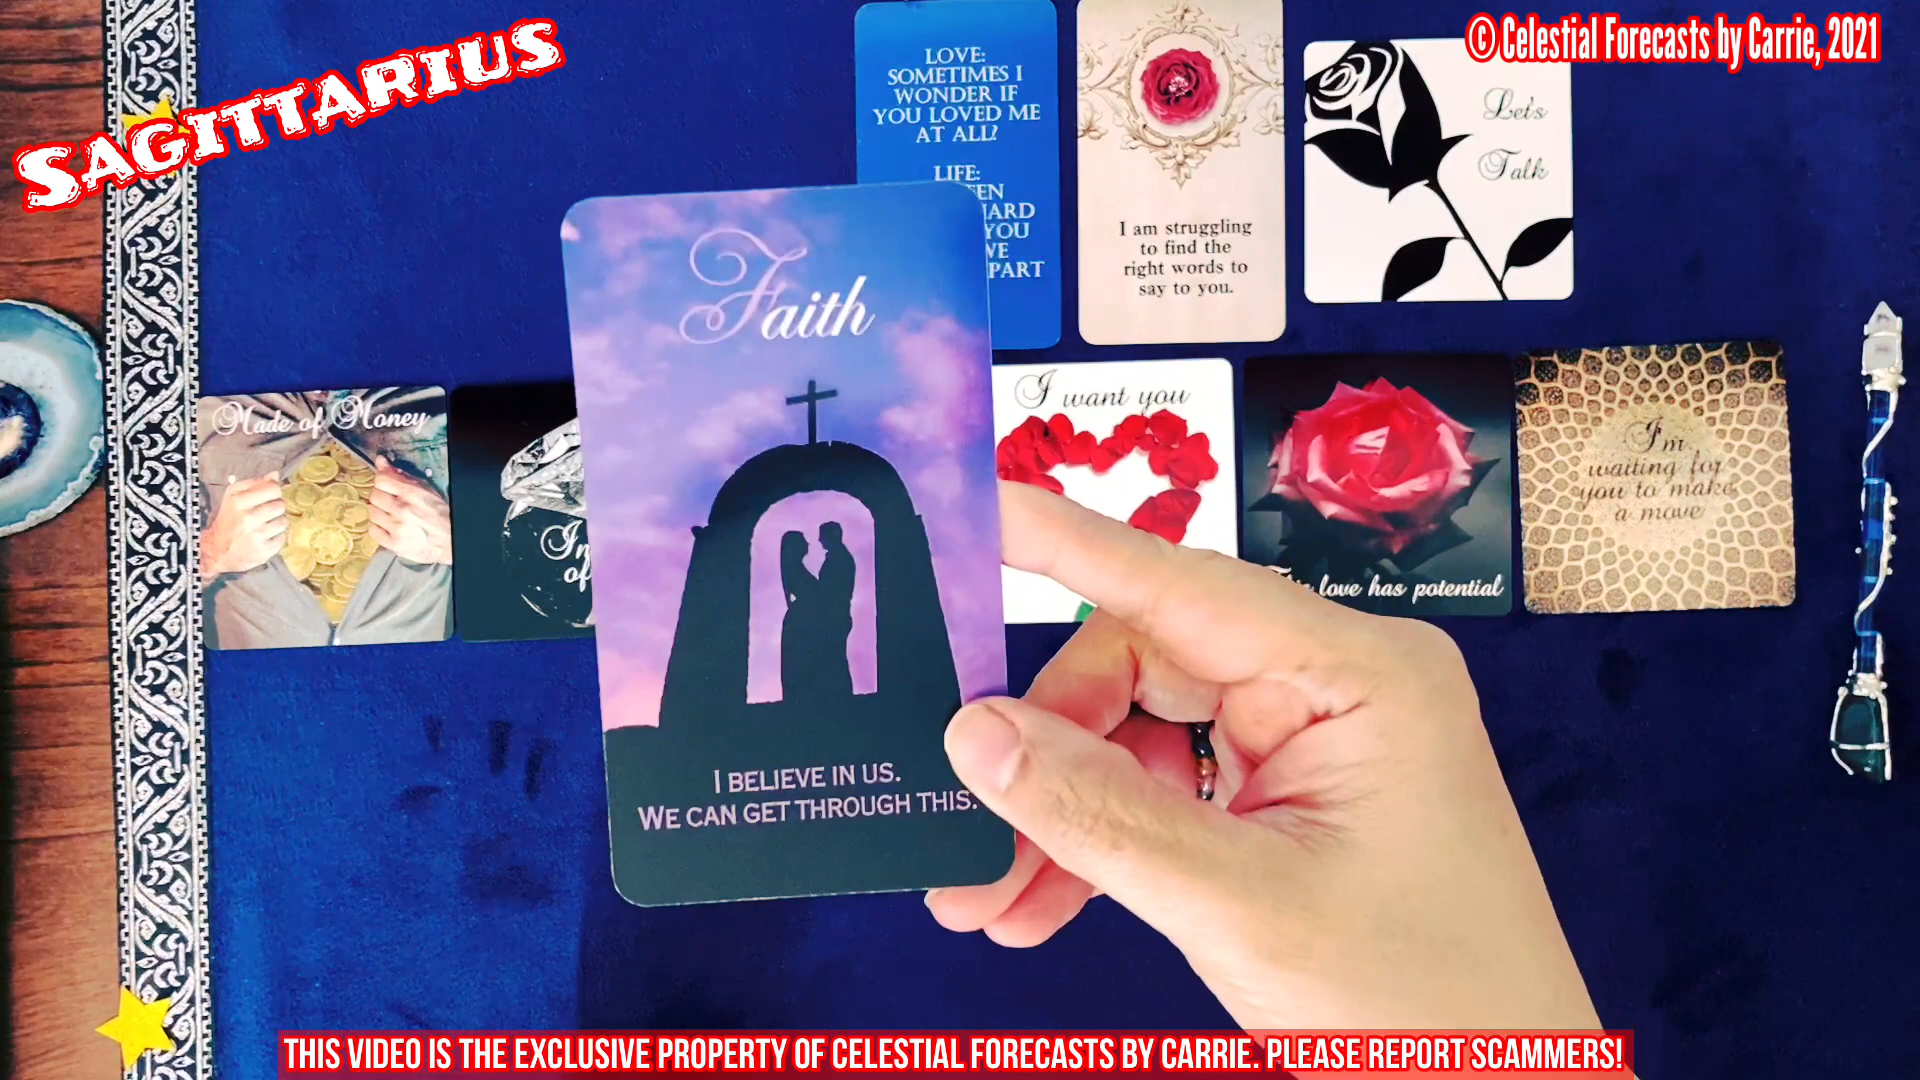 SAGITTARIUS
© Celestial Forecasts by Carrie, 2021
LOVE:
SOMETIMES I
WONDER IF
YOU LOVED ME
AT ALL?
LIFE:
PART
I am struggling
to find the
right words to
say to you.
Let's
Talk
Faith
I BELIEVE IN US.
WE CAN GET THROUGH THIS.
Made of Money
I want you
love has potential
I'm
waiting for
you to make
a move
THIS VIDEO IS THE EXCLUSIVE PROPERTY OF CELESTIAL FORECASTS BY CARRIE. PLEASE REPORT SCAMMERS!